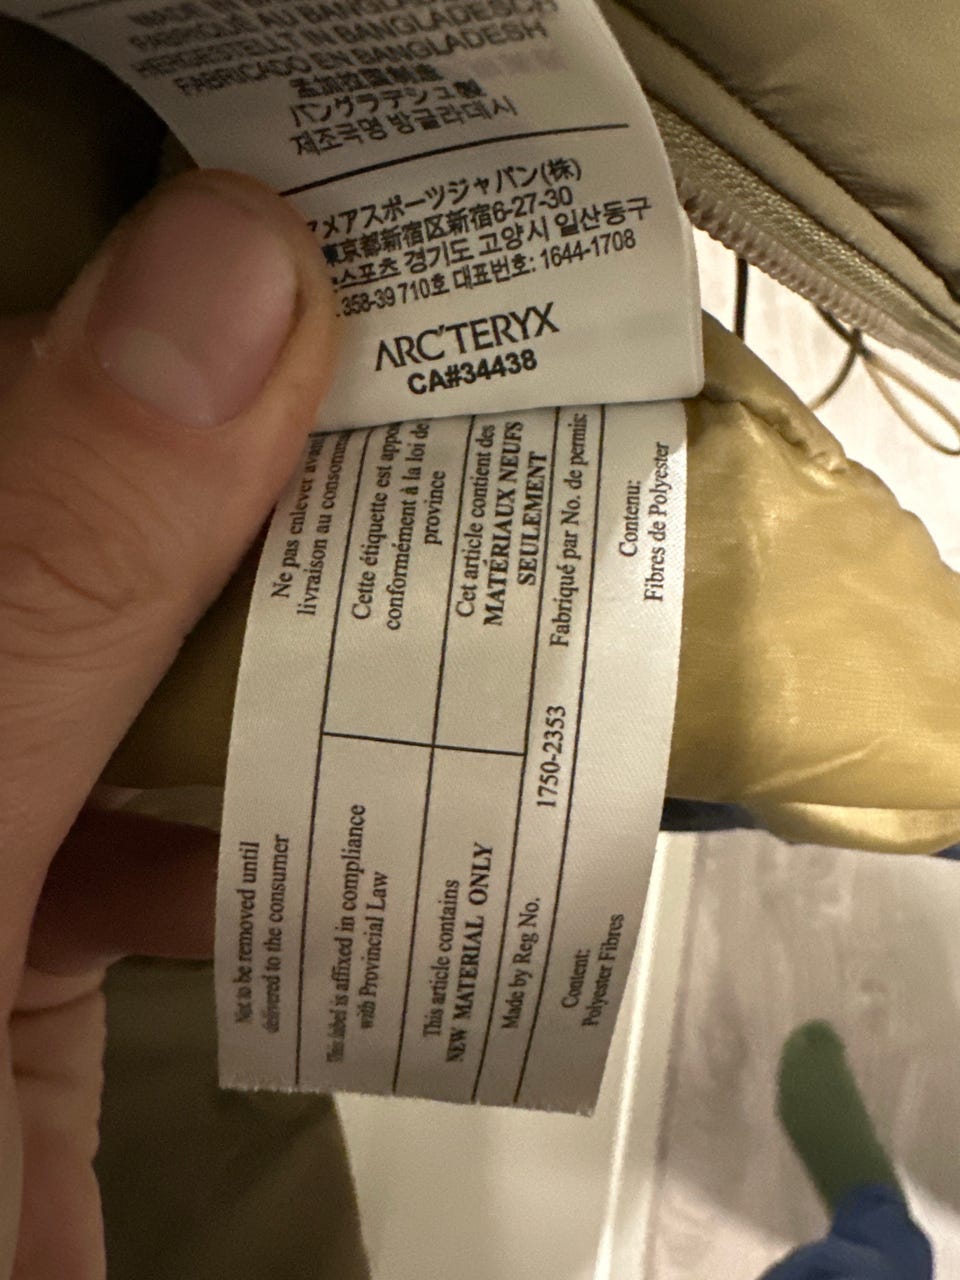 MADE IN
FABRIQUÉ AU BANGLADESH
HERGESTELLT IN BANGLADESCH
FABRICADO EN BANGLADESH
孟加拉国制造
バングラデシュ製
제조국명 방글라데시
アメアスポーツジャパン(株)
東京都新宿区新宿6-27-30
스포츠 경기도 고양시 일산동구
358-39 710호 대표번호: 1644-1708
ARC'TERYX
CA#34438
Not to be removed until
delivered to the consumer
Ne pas enlever avant
livraison au
This label is affixed in compliance
with Provincial Law
Cette étiquette est
conformément à la loi de
province
This article contains
NEW MATERIAL ONLY
Cet article contient des
MATÉRIAUX NEUFS
SEULEMENT
Made by Reg No. 1750-2353 Fabriqué par No. de permis:
Content:
Polyester Fibres
Contenu:
Fibres de Polyester